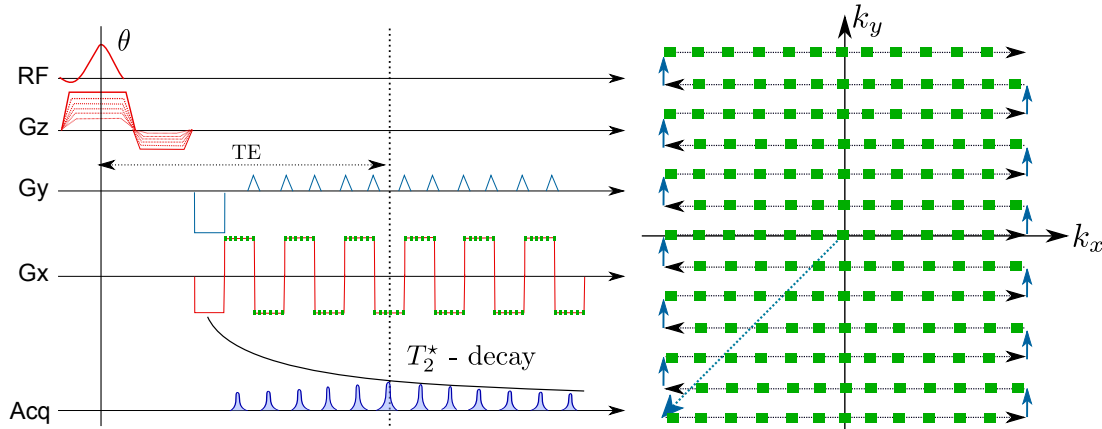 θ
RF
Gz
TE
Gy
Gx
T₂⋆ - decay
Acq
k_y
k_x